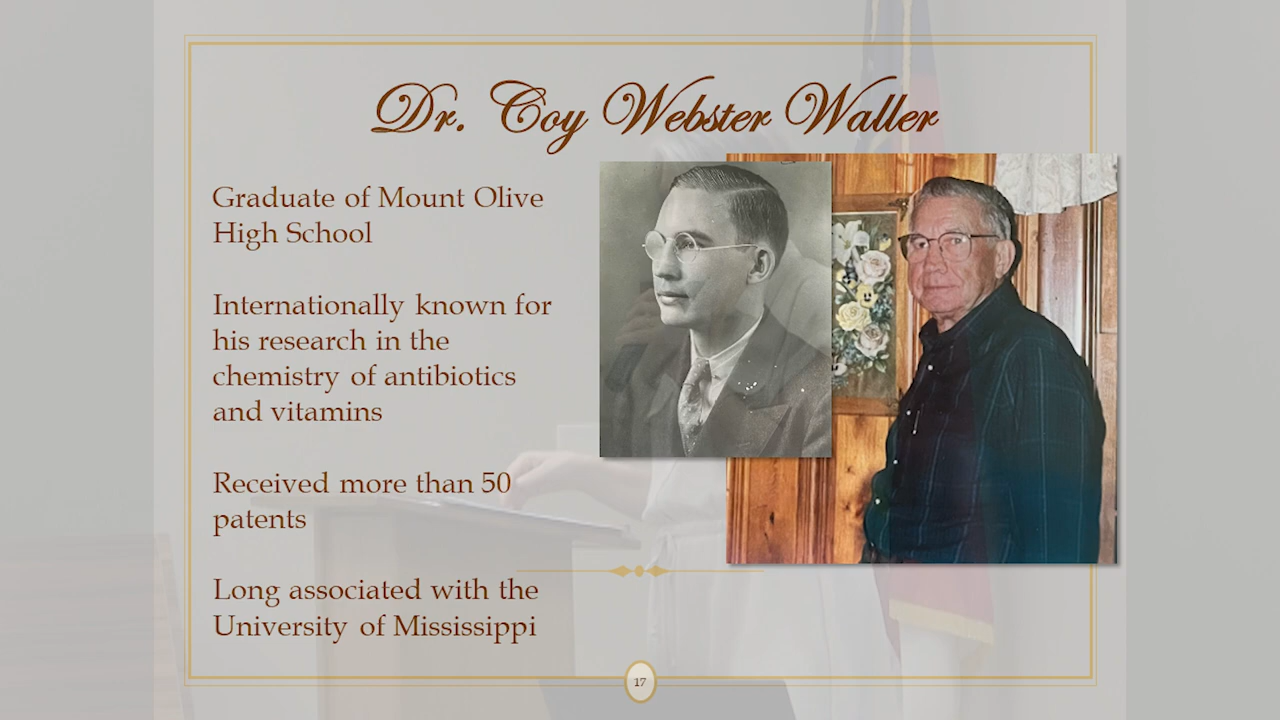 Dr. Coy Webster Waller
Graduate of Mount Olive
High School
Internationally known for
his research in the
chemistry of antibiotics
and vitamins
Received more than 50
patents
Long associated with the
University of Mississippi
17